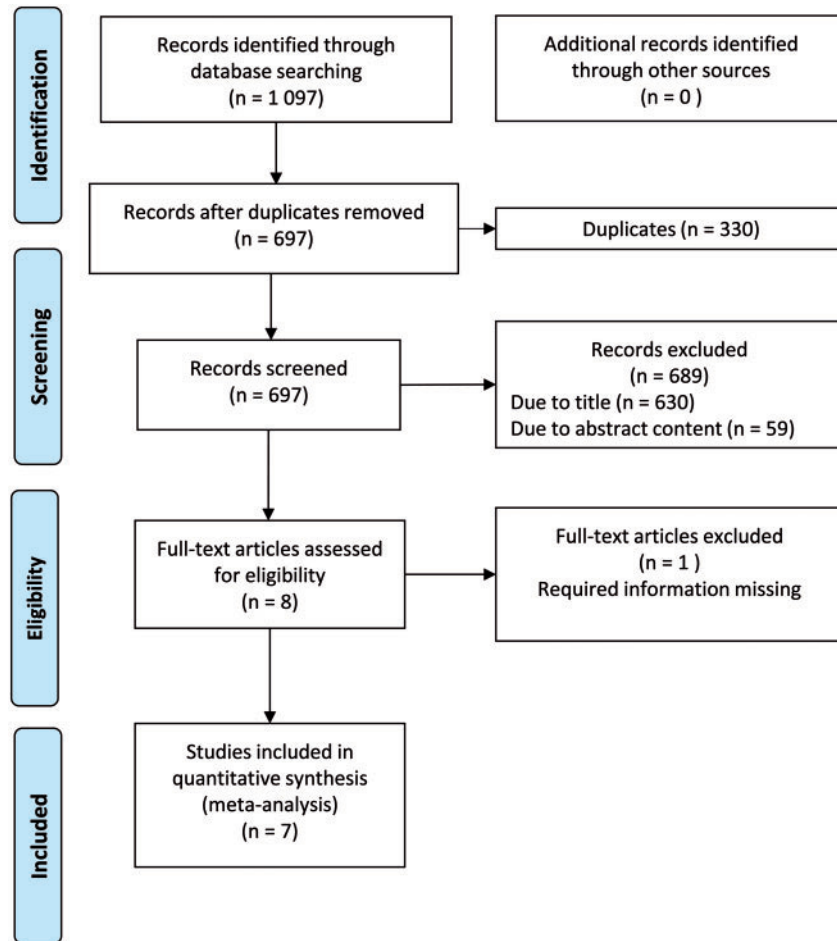 Identification
Records identified through
database searching
(n = 1 097)
Additional records identified
through other sources
(n = 0 )
Records after duplicates removed
(n = 697)
Duplicates (n = 330)
Screening
Records screened
(n = 697)
Records excluded
(n = 689)
Due to title (n = 630)
Due to abstract content (n = 59)
Eligibility
Full-text articles assessed
for eligibility
(n = 8)
Full-text articles excluded
(n = 1 )
Required information missing
Included
Studies included in
quantitative synthesis
(meta-analysis)
(n = 7)